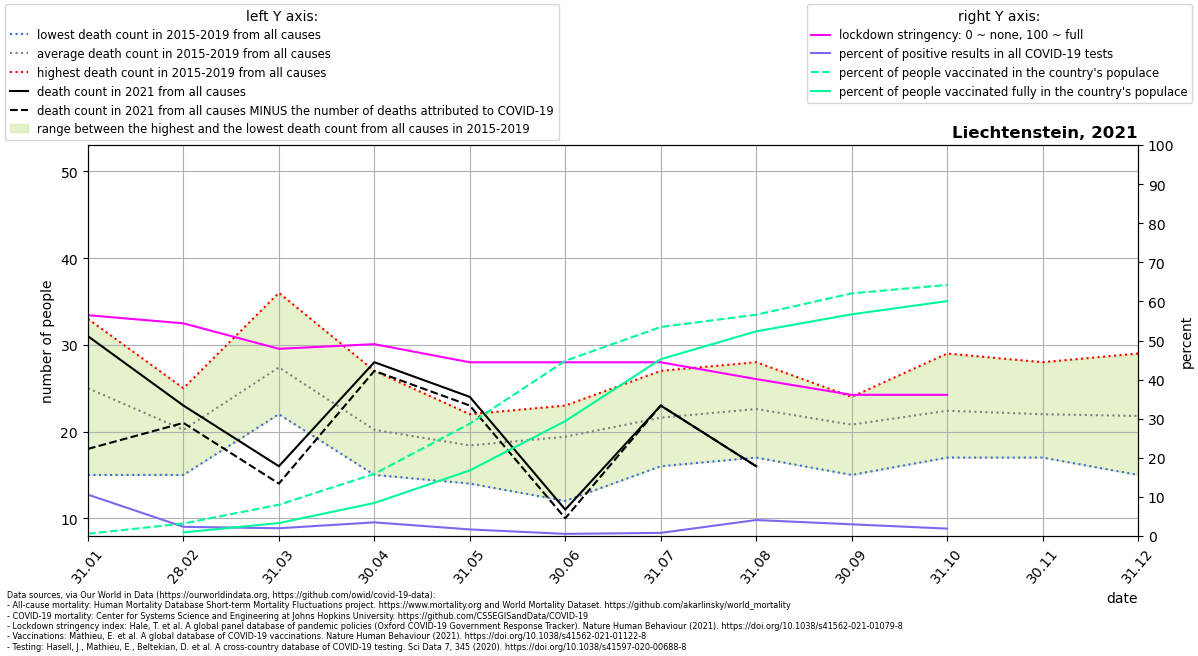 left Y axis:
lowest death count in 2015-2019 from all causes
average death count in 2015-2019 from all causes
highest death count in 2015-2019 from all causes
death count in 2021 from all causes
death count in 2021 from all causes MINUS the number of deaths attributed to COVID-19
range between the highest and the lowest death count from all causes in 2015-2019
right Y axis:
lockdown stringency: 0 ~ none, 100 ~ full
percent of positive results in all COVID-19 tests
percent of people vaccinated in the country's populace
percent of people vaccinated fully in the country's populace
Liechtenstein, 2021
50
40
30
20
10
number of people
100
90
80
70
60
50
40
30
20
10
0
percent
31.01
28.02
31.03
30.04
31.05
30.06
31.07
31.08
30.09
31.10
30.11
31.12
date
Data sources, via Our World in Data (https://ourworldindata.org, https://github.com/owid/covid-19-data):
- All-cause mortality: Human Mortality Database Short-term Mortality Fluctuations project. https://www.mortality.org and World Mortality Dataset. https://github.com/akarlinsky/world_mortality
- COVID-19 mortality: Center for Systems Science and Engineering at Johns Hopkins University. https://github.com/CSSEGISandData/COVID-19
- Lockdown stringency index: Hale, T. et al. A global panel database of pandemic policies (Oxford COVID-19 Government Response Tracker). Nature Human Behaviour (2021). https://doi.org/10.1038/s41562-021-01079-8
- Vaccinations: Mathieu, E. et al. A global database of COVID-19 vaccinations. Nature Human Behaviour (2021). https://doi.org/10.1038/s41562-021-01122-8
- Testing: Hasell, J., Mathieu, E., Beltekian, D. et al. A cross-country database of COVID-19 testing. Sci Data 7, 345 (2020). https://doi.org/10.1038/s41597-020-00688-8